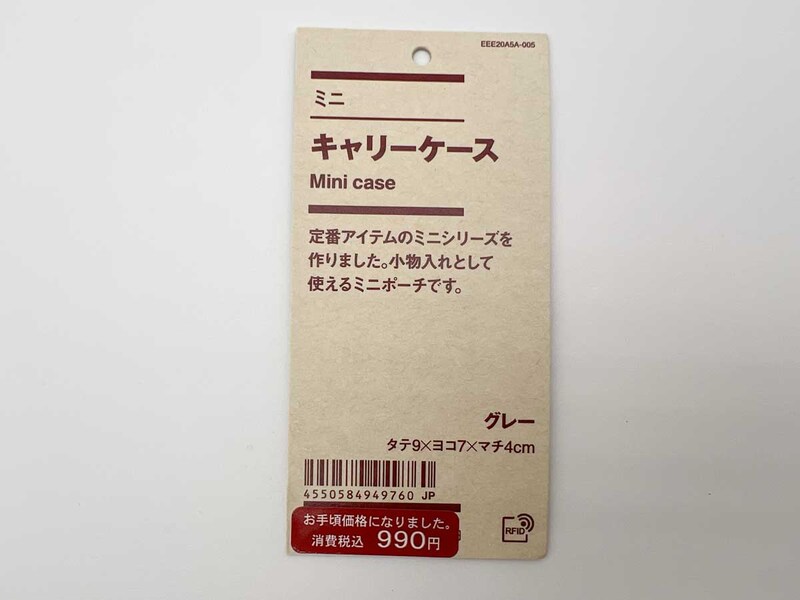 EEE20A5A-005
ミニ
キャリーケース
Mini case
定番アイテムのミニシリーズを
作りました。小物入れとして
使えるミニポーチです。
グレー
タテ9×ヨコ7×マチ4cm
4550584949760 JP
お手頃価格になりました。
消費税込 990円
RFID